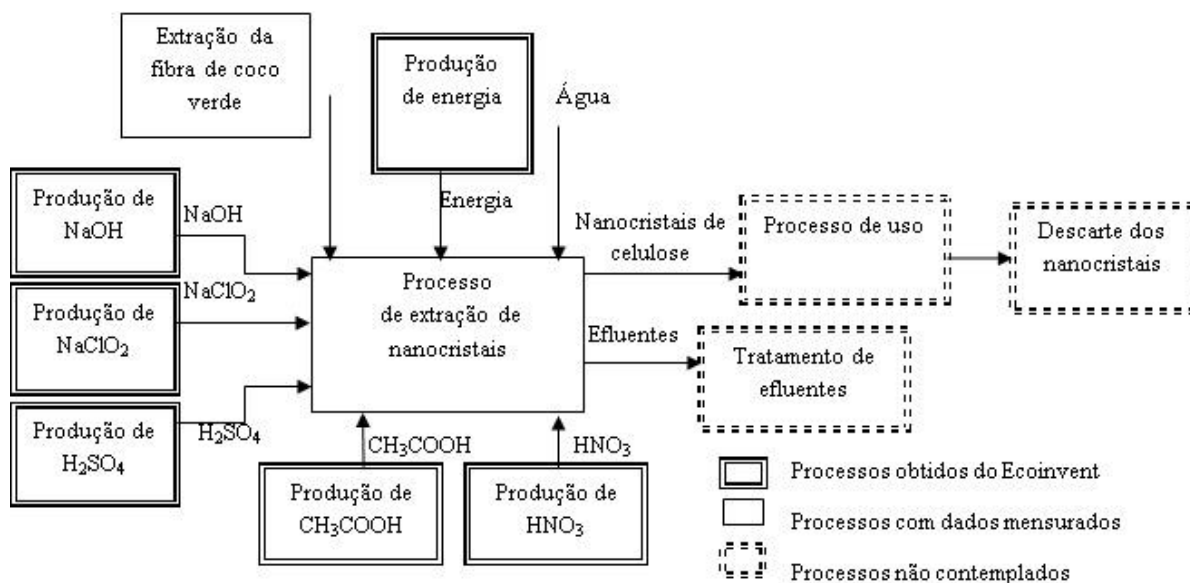 Extração da
fibra de coco
verde
Produção
de energia
Água
Produção de
NaOH
NaOH
Energia
Nanocristais de
celulose
Processo de uso
Descarte dos
nanocristais
Produção de
NaClO₂
NaClO₂
Processo
de extração de
nanocristais
Efluentes
Tratamento de
efluentes
Produção de
H₂SO₄
H₂SO₄
CH₃COOH
HNO₃
Produção de
CH₃COOH
Produção de
HNO₃
Processos obtidos do Ecoinvent
Processos com dados mensurados
Processos não contemplados